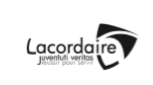 Lacordaire
juventuti veritas
réussir pour servir